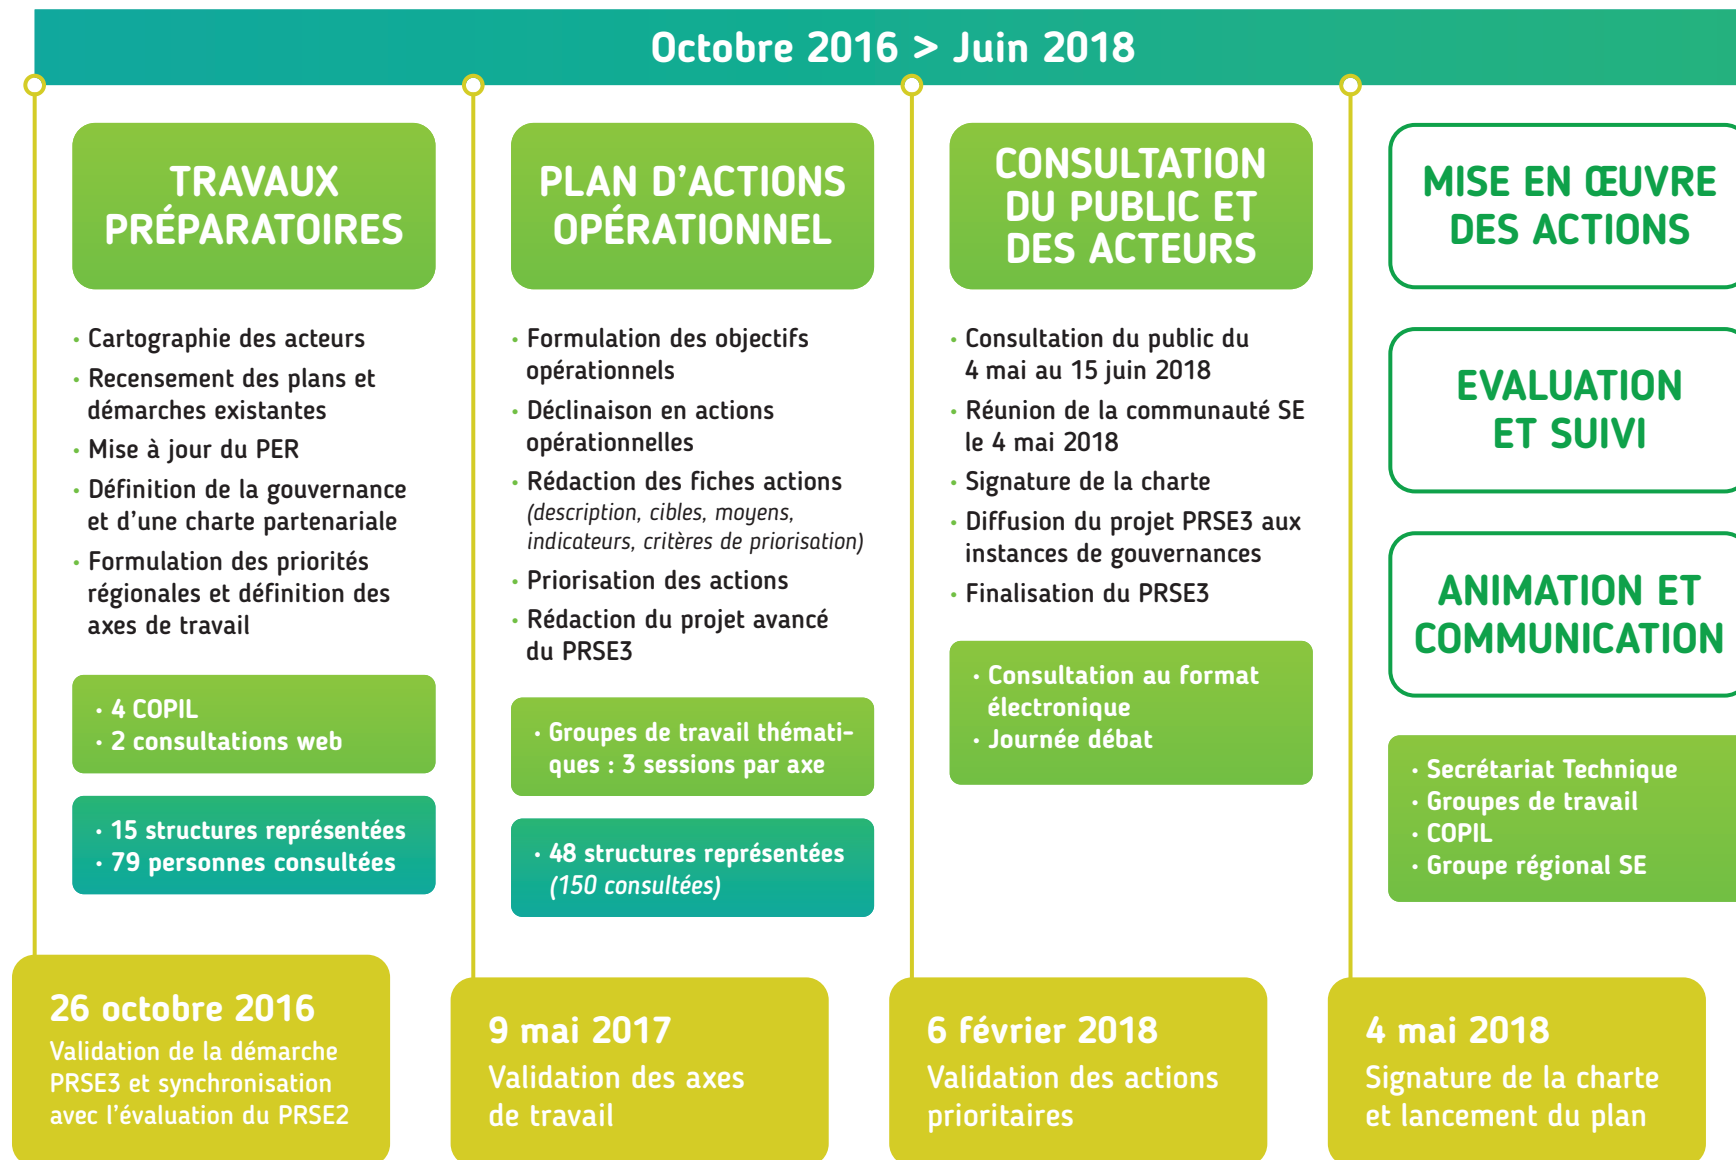 Octobre 2016 > Juin 2018
TRAVAUX
PRÉPARATOIRES
• Cartographie des acteurs
• Recensement des plans et
démarches existantes
• Mise à jour du PER
• Définition de la gouvernance
et d'une charte partenariale
• Formulation des priorités
régionales et définition des
axes de travail
• 4 COPIL
• 2 consultations web
• 15 structures représentées
• 79 personnes consultées
26 octobre 2016
Validation de la démarche
PRSE3 et synchronisation
avec l'évaluation du PRSE2
PLAN D'ACTIONS
OPÉRATIONNEL
• Formulation des objectifs
opérationnels
• Déclinaison en actions
opérationnelles
• Rédaction des fiches actions
(description, cibles, moyens,
indicateurs, critères de priorisation)
• Priorisation des actions
• Rédaction du projet avancé
du PRSE3
• Groupes de travail thémati-
ques : 3 sessions par axe
• 48 structures représentées
(150 consultées)
9 mai 2017
Validation des axes
de travail
CONSULTATION
DU PUBLIC ET
DES ACTEURS
• Consultation du public du
4 mai au 15 juin 2018
• Réunion de la communauté SE
le 4 mai 2018
• Signature de la charte
• Diffusion du projet PRSE3 aux
instances de gouvernances
• Finalisation du PRSE3
• Consultation au format
électronique
• Journée débat
6 février 2018
Validation des actions
prioritaires
MISE EN ŒUVRE
DES ACTIONS
EVALUATION
ET SUIVI
ANIMATION ET
COMMUNICATION
• Secrétariat Technique
• Groupes de travail
• COPIL
• Groupe régional SE
4 mai 2018
Signature de la charte
et lancement du plan